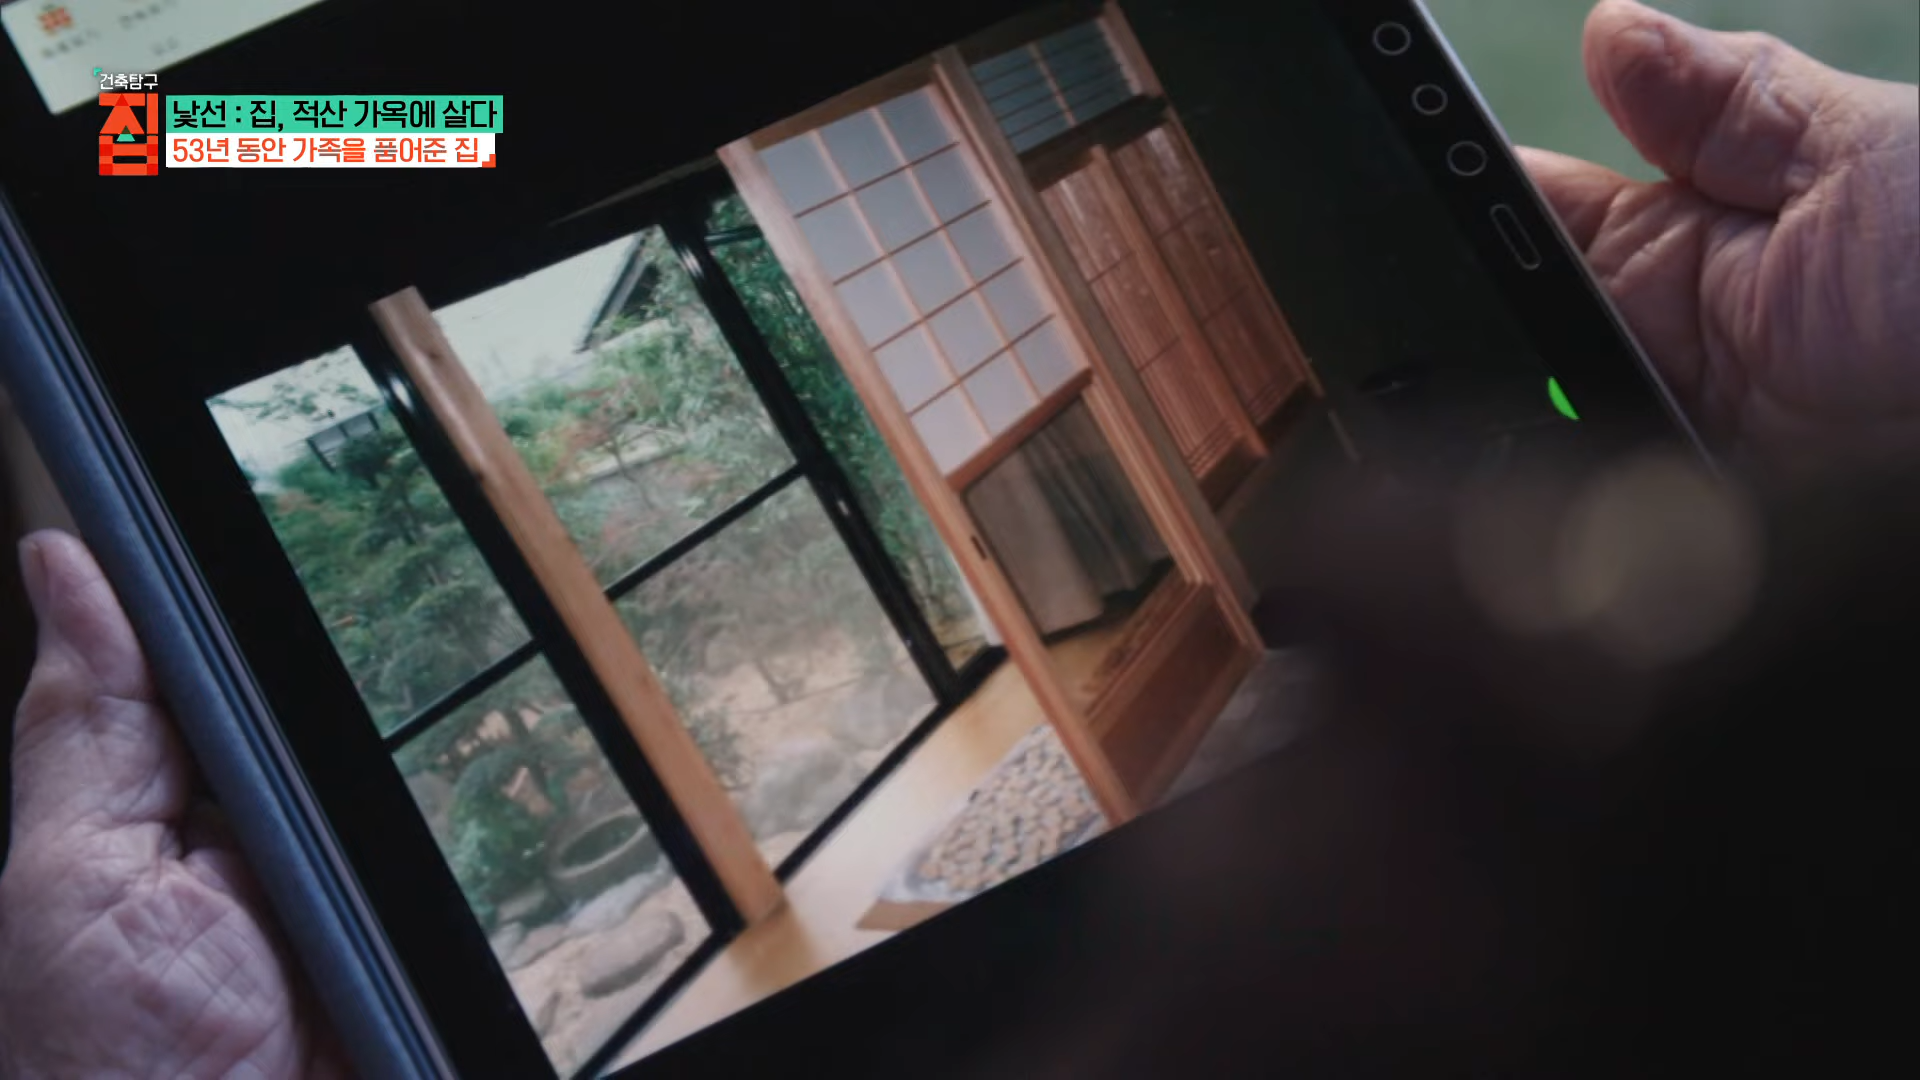 건축탐구
집
낯선 : 집, 적산 가옥에 살다
53년 동안 가족을 품어준 집